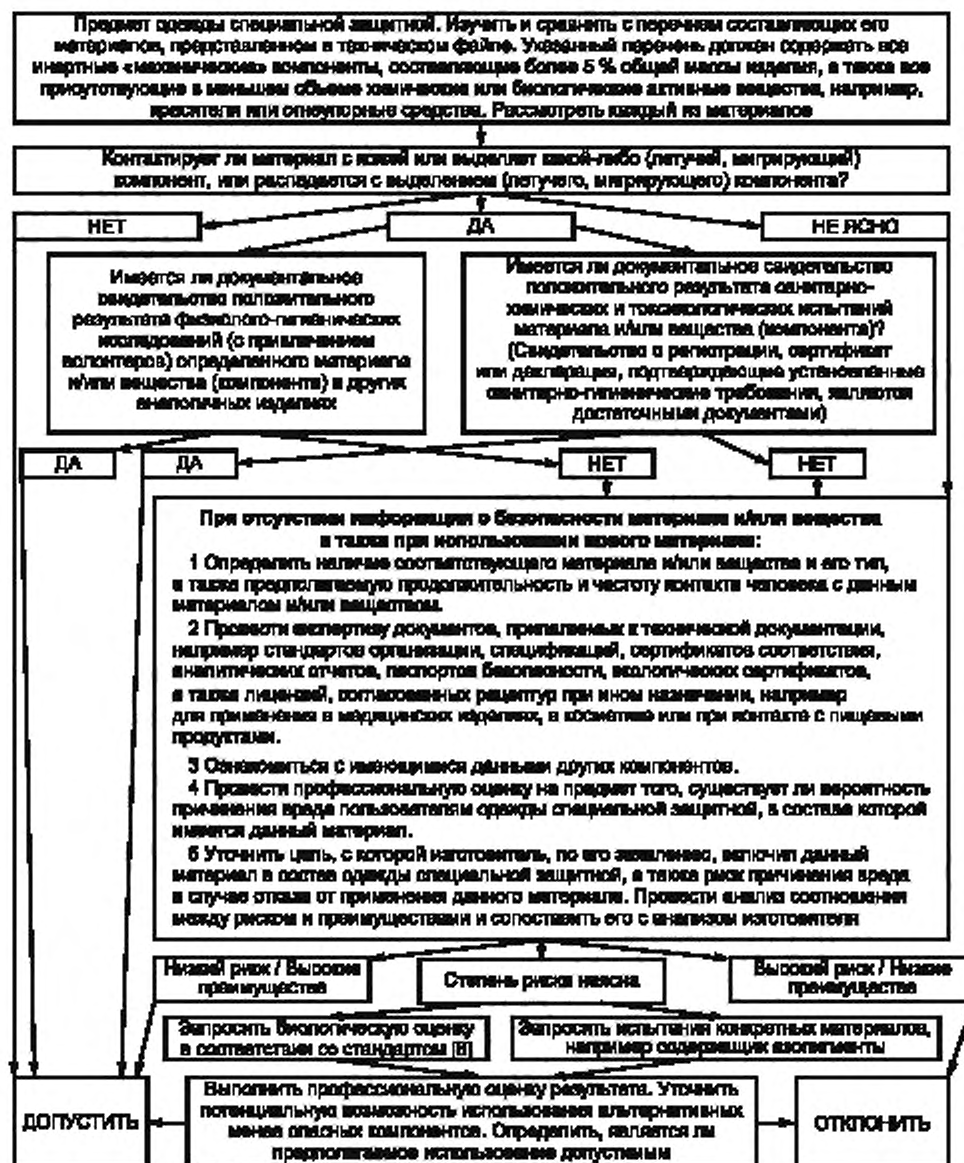 Предмет одежды специальной защитной. Изучить и сравнить с перечнем составляющих его
материалов, представленном в техническом файле. Указанный перечень должен содержать все
инертные «механические» компоненты, составляющие более 5 % общей массы изделия, а также все
присутствующие в меньшем объеме химические или биологические активные вещества, например,
красители или огнеупорные средства. Рассмотреть каждый из материалов
Контактирует ли материал с кожей или выделяет какой-либо (летучий, мигрирующий)
компонент, или распадается с выделением (летучего, мигрирующего) компонента?
НЕТ
ДА
НЕ ЯСНО
Имеется ли документальное
свидетельство положительного
результата физиолого-гигиенических
исследований (с привлечением
волонтеров) определенного материала
и/или вещества (компонента) в других
аналогичных изделиях
Имеется ли документальное свидетельство
положительного результата санитарно-
химических и токсикологических испытаний
материала и/или вещества (компонента)?
(Свидетельство о регистрации, сертификат
или декларация, подтверждающие установленные
санитарно-гигиенические требования, являются
достаточными документами)
ДА
ДА
НЕТ
НЕТ
При отсутствии информации о безопасности материала и/или вещества
а также при использовании нового материала:
1 Определить наличие соответствующего материала и/или вещества и его тип,
а также предполагаемую продолжительность и частоту контакта человека с данным
материалом и/или веществом.
2 Провести экспертизу документов, прилагаемых к технической документации,
например стандартов организации, спецификаций, сертификатов соответствия,
аналитических отчетов, паспортов безопасности, экологических сертификатов,
а также лицензий, согласованных рецептур при ином назначении, например
для применения в медицинских изделиях, в косметике или при контакте с пищевыми
продуктами.
3 Ознакомиться с имеющимися данными других компонентов.
4 Провести профессиональную оценку на предмет того, существует ли вероятность
причинения вреда пользователям одежды специальной защитной, в составе которой
имеется данный материал.
5 Уточнить цель, с которой изготовитель, по его заявлению, включил данный
материал в состав одежды специальной защитной, а также риск причинения вреда
в случае отказа от применения данного материала. Провести анализ соотношения
между риском и преимуществами и сопоставить его с анализом изготовителя
Низкий риск / Высокие
преимущества
Степень риска неясна
Высокий риск / Низкие
преимущества
Запросить биологическую оценку
в соответствии со стандартом [8]
Запросить испытания конкретных материалов,
например содержащих азопигменты
ДОПУСТИТЬ
Выполнить профессиональную оценку результата. Уточнить
потенциальную возможность использования альтернативных
менее опасных компонентов. Определить, является ли
предполагаемое использование допустимым
ОТКЛОНИТЬ